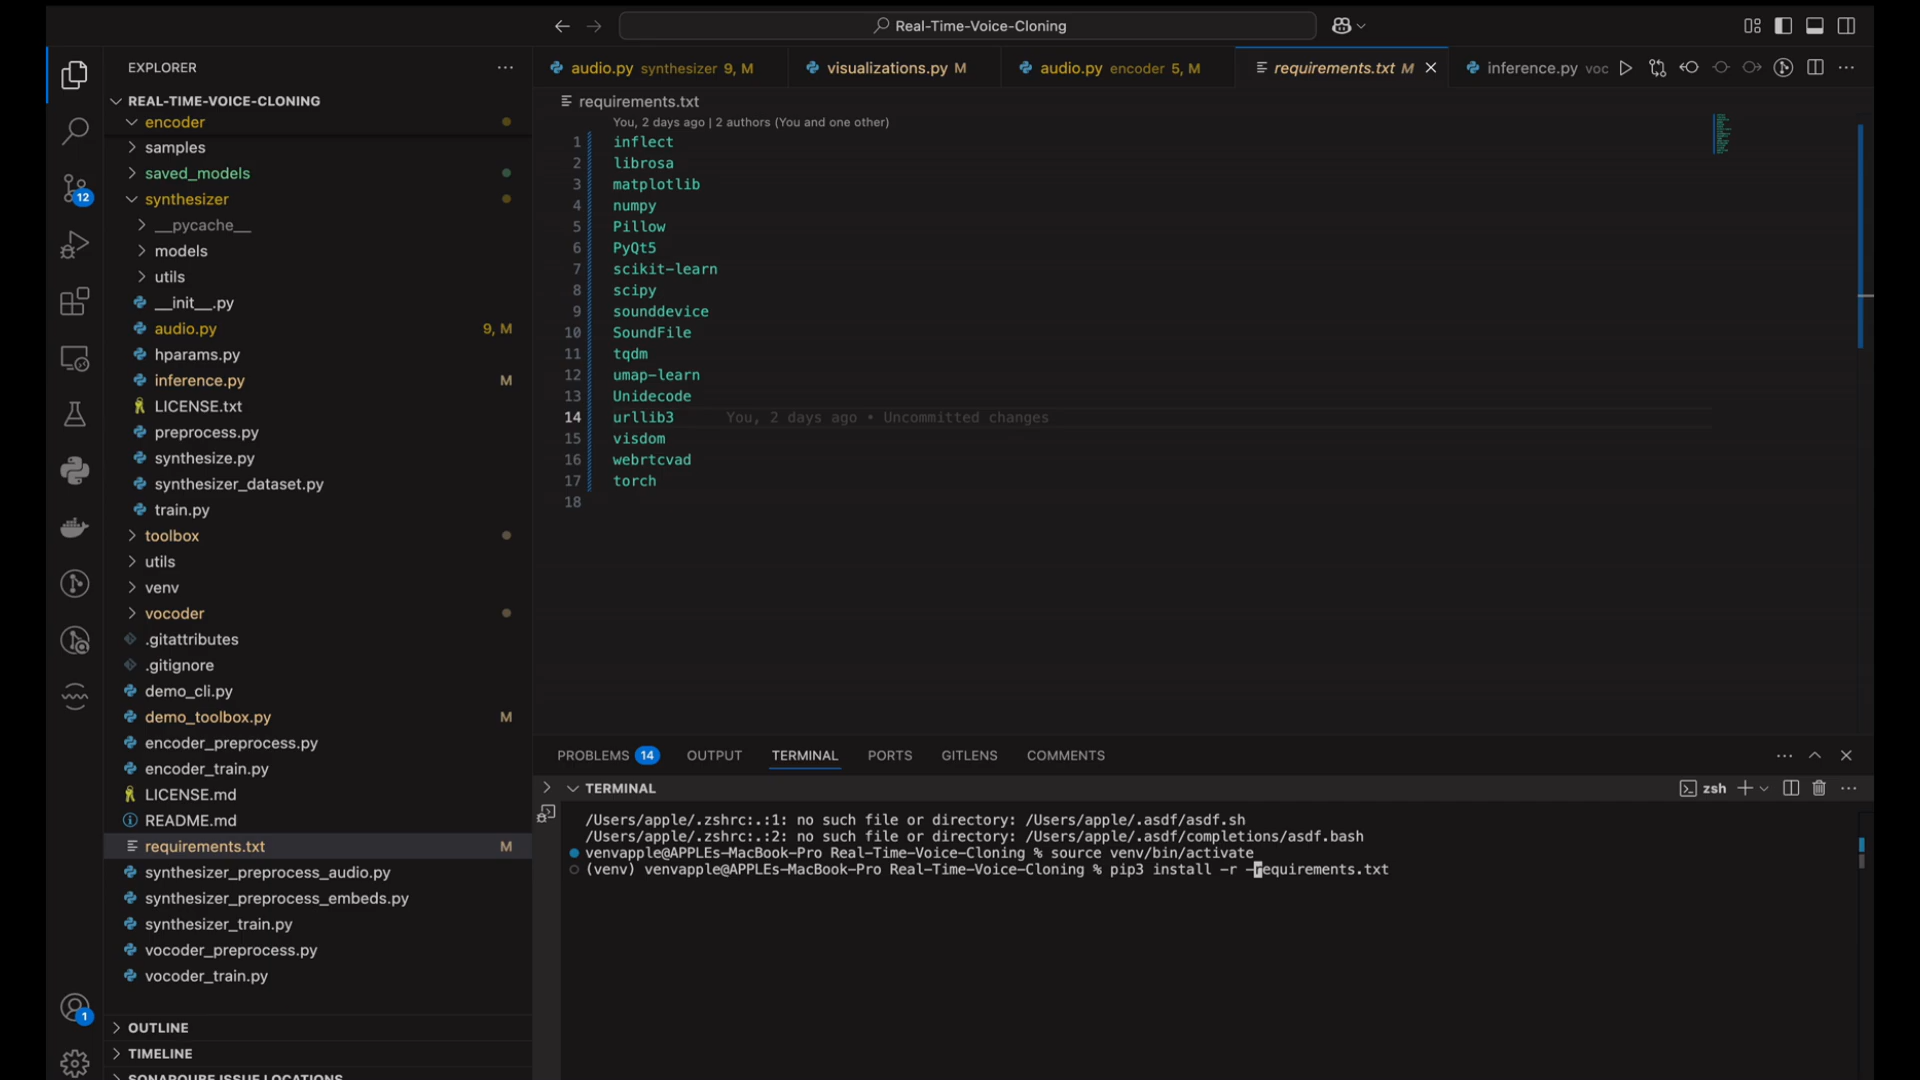 Real-Time-Voice-Cloning
EXPLORER
REAL-TIME-VOICE-CLONING
encoder
samples
saved_models
synthesizer
__pycache__
models
utils
__init__.py
audio.py 9, M
hparams.py
inference.py M
LICENSE.txt
preprocess.py
synthesize.py
synthesizer_dataset.py
train.py
toolbox
utils
venv
vocoder
.gitattributes
.gitignore
demo_cli.py
demo_toolbox.py M
encoder_preprocess.py
encoder_train.py
LICENSE.md
README.md
requirements.txt M
synthesizer_preprocess_audio.py
synthesizer_preprocess_embeds.py
synthesizer_train.py
vocoder_preprocess.py
vocoder_train.py
OUTLINE
TIMELINE
SONARQUBE ISSUE LOCATIONS
12
1
audio.py synthesizer 9, M
visualizations.py M
audio.py encoder 5, M
requirements.txt M
inference.py voc
requirements.txt
You, 2 days ago | 2 authors (You and one other)
1 inflect
2 librosa
3 matplotlib
4 numpy
5 Pillow
6 PyQt5
7 scikit-learn
8 scipy
9 sounddevice
10 SoundFile
11 tqdm
12 umap-learn
13 Unidecode
14 urllib3 You, 2 days ago • Uncommitted changes
15 visdom
16 webrtcvad
17 torch
18
PROBLEMS 14 OUTPUT TERMINAL PORTS GITLENS COMMENTS
TERMINAL
zsh
/Users/apple/.zshrc:.:1: no such file or directory: /Users/apple/.asdf/asdf.sh
/Users/apple/.zshrc:.:2: no such file or directory: /Users/apple/.asdf/completions/asdf.bash
venvapple@APPLEs-MacBook-Pro Real-Time-Voice-Cloning % source venv/bin/activate
(venv) venvapple@APPLEs-MacBook-Pro Real-Time-Voice-Cloning % pip3 install -r -requirements.txt